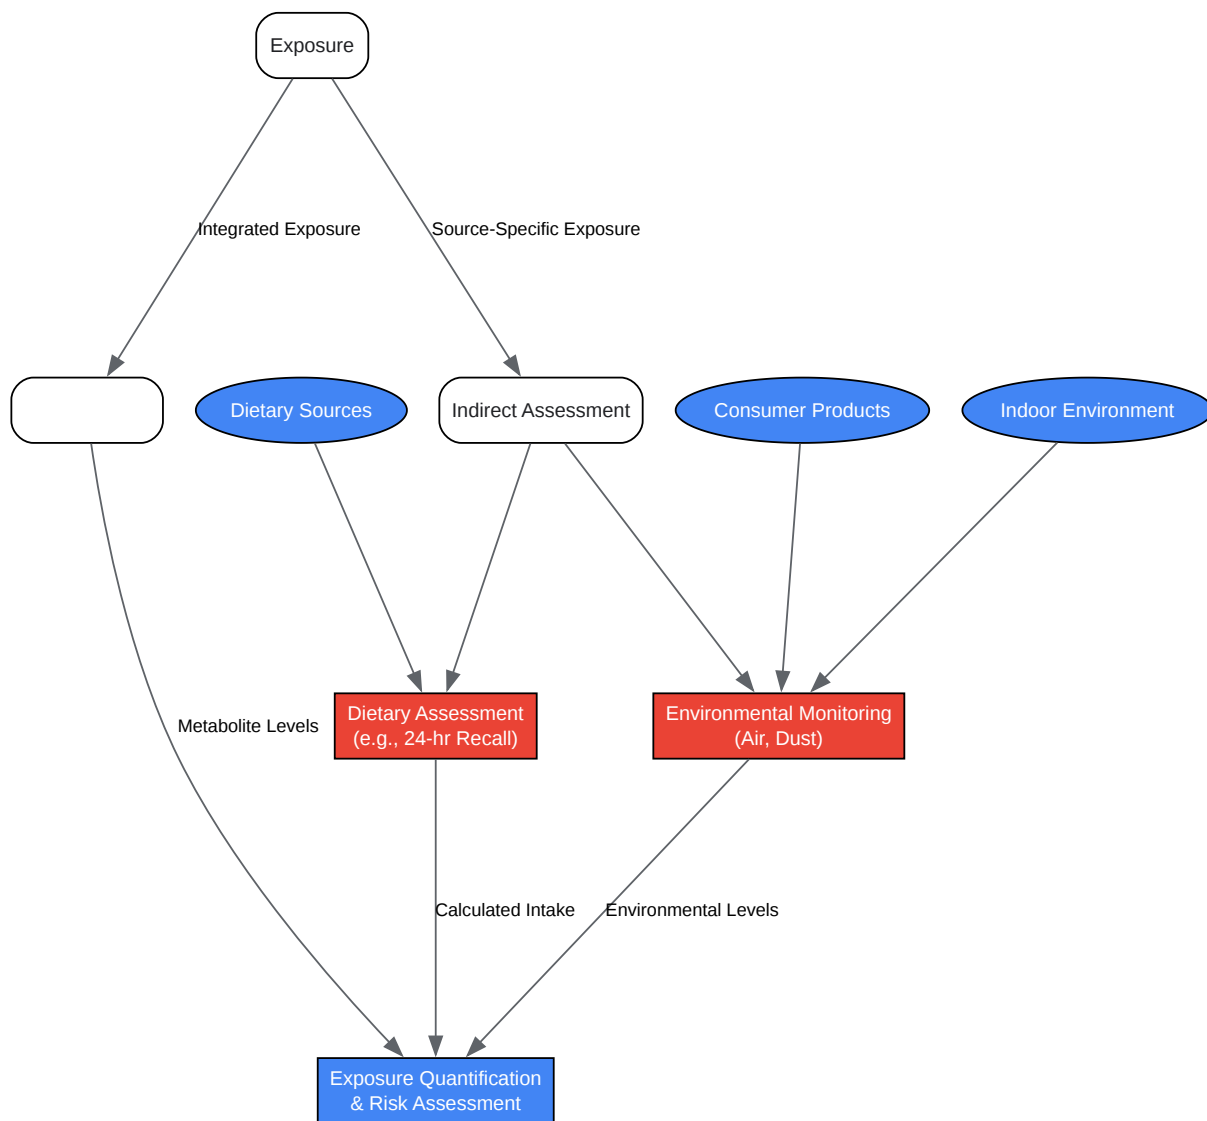 Exposure
Integrated Exposure
Source-Specific Exposure
Dietary Sources
Indirect Assessment
Consumer Products
Indoor Environment
Metabolite Levels
Dietary Assessment
(e.g., 24-hr Recall)
Environmental Monitoring
(Air, Dust)
Calculated Intake
Environmental Levels
Exposure Quantification
& Risk Assessment